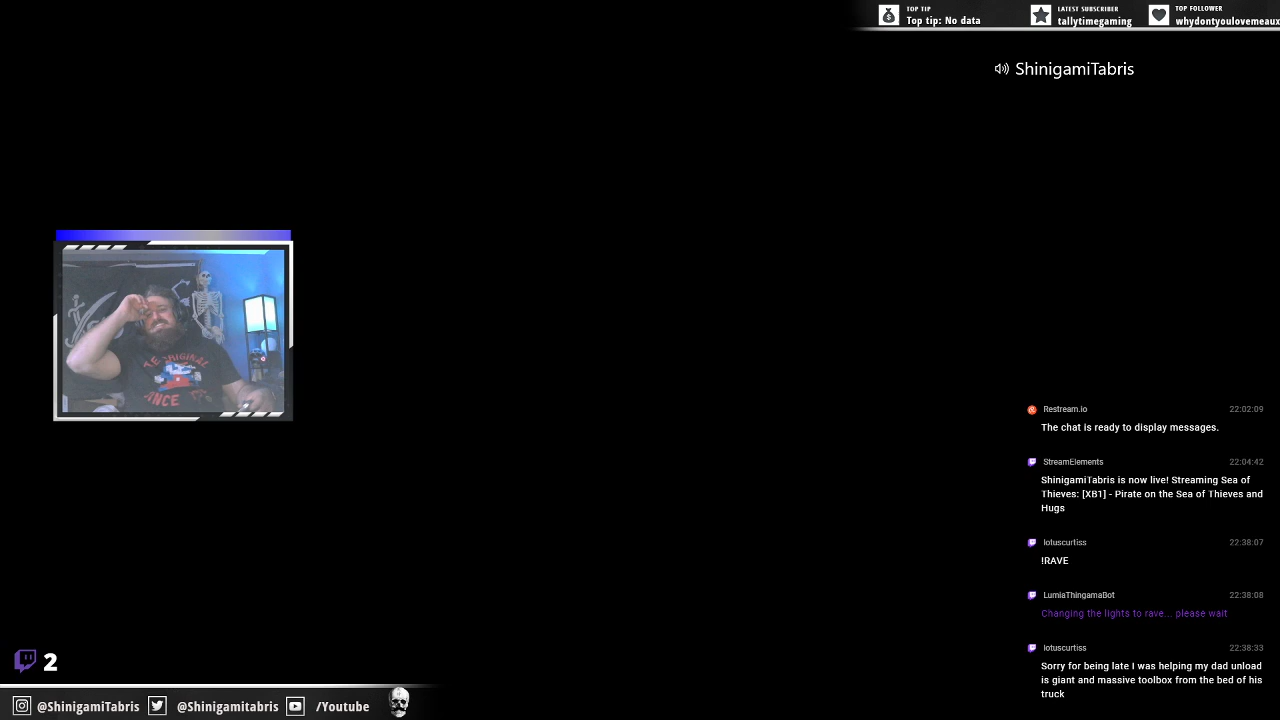 TOP TIP
Top tip: No data
LATEST SUBSCRIBER
tallytimegaming
TOP FOLLOWER
whydontyoulovemeaux
ShinigamiTabris
Restream.io 22:02:09
The chat is ready to display messages.
StreamElements 22:04:42
ShinigamiTabris is now live! Streaming Sea of
Thieves: [XB1] - Pirate on the Sea of Thieves and
Hugs
lotuscurtiss 22:38:07
!RAVE
LumiaThingamaBot 22:38:08
Changing the lights to rave... please wait
lotuscurtiss 22:38:33
Sorry for being late I was helping my dad unload
is giant and massive toolbox from the bed of his
truck
2
@ShinigamiTabris
@Shinigamitabris
/Youtube